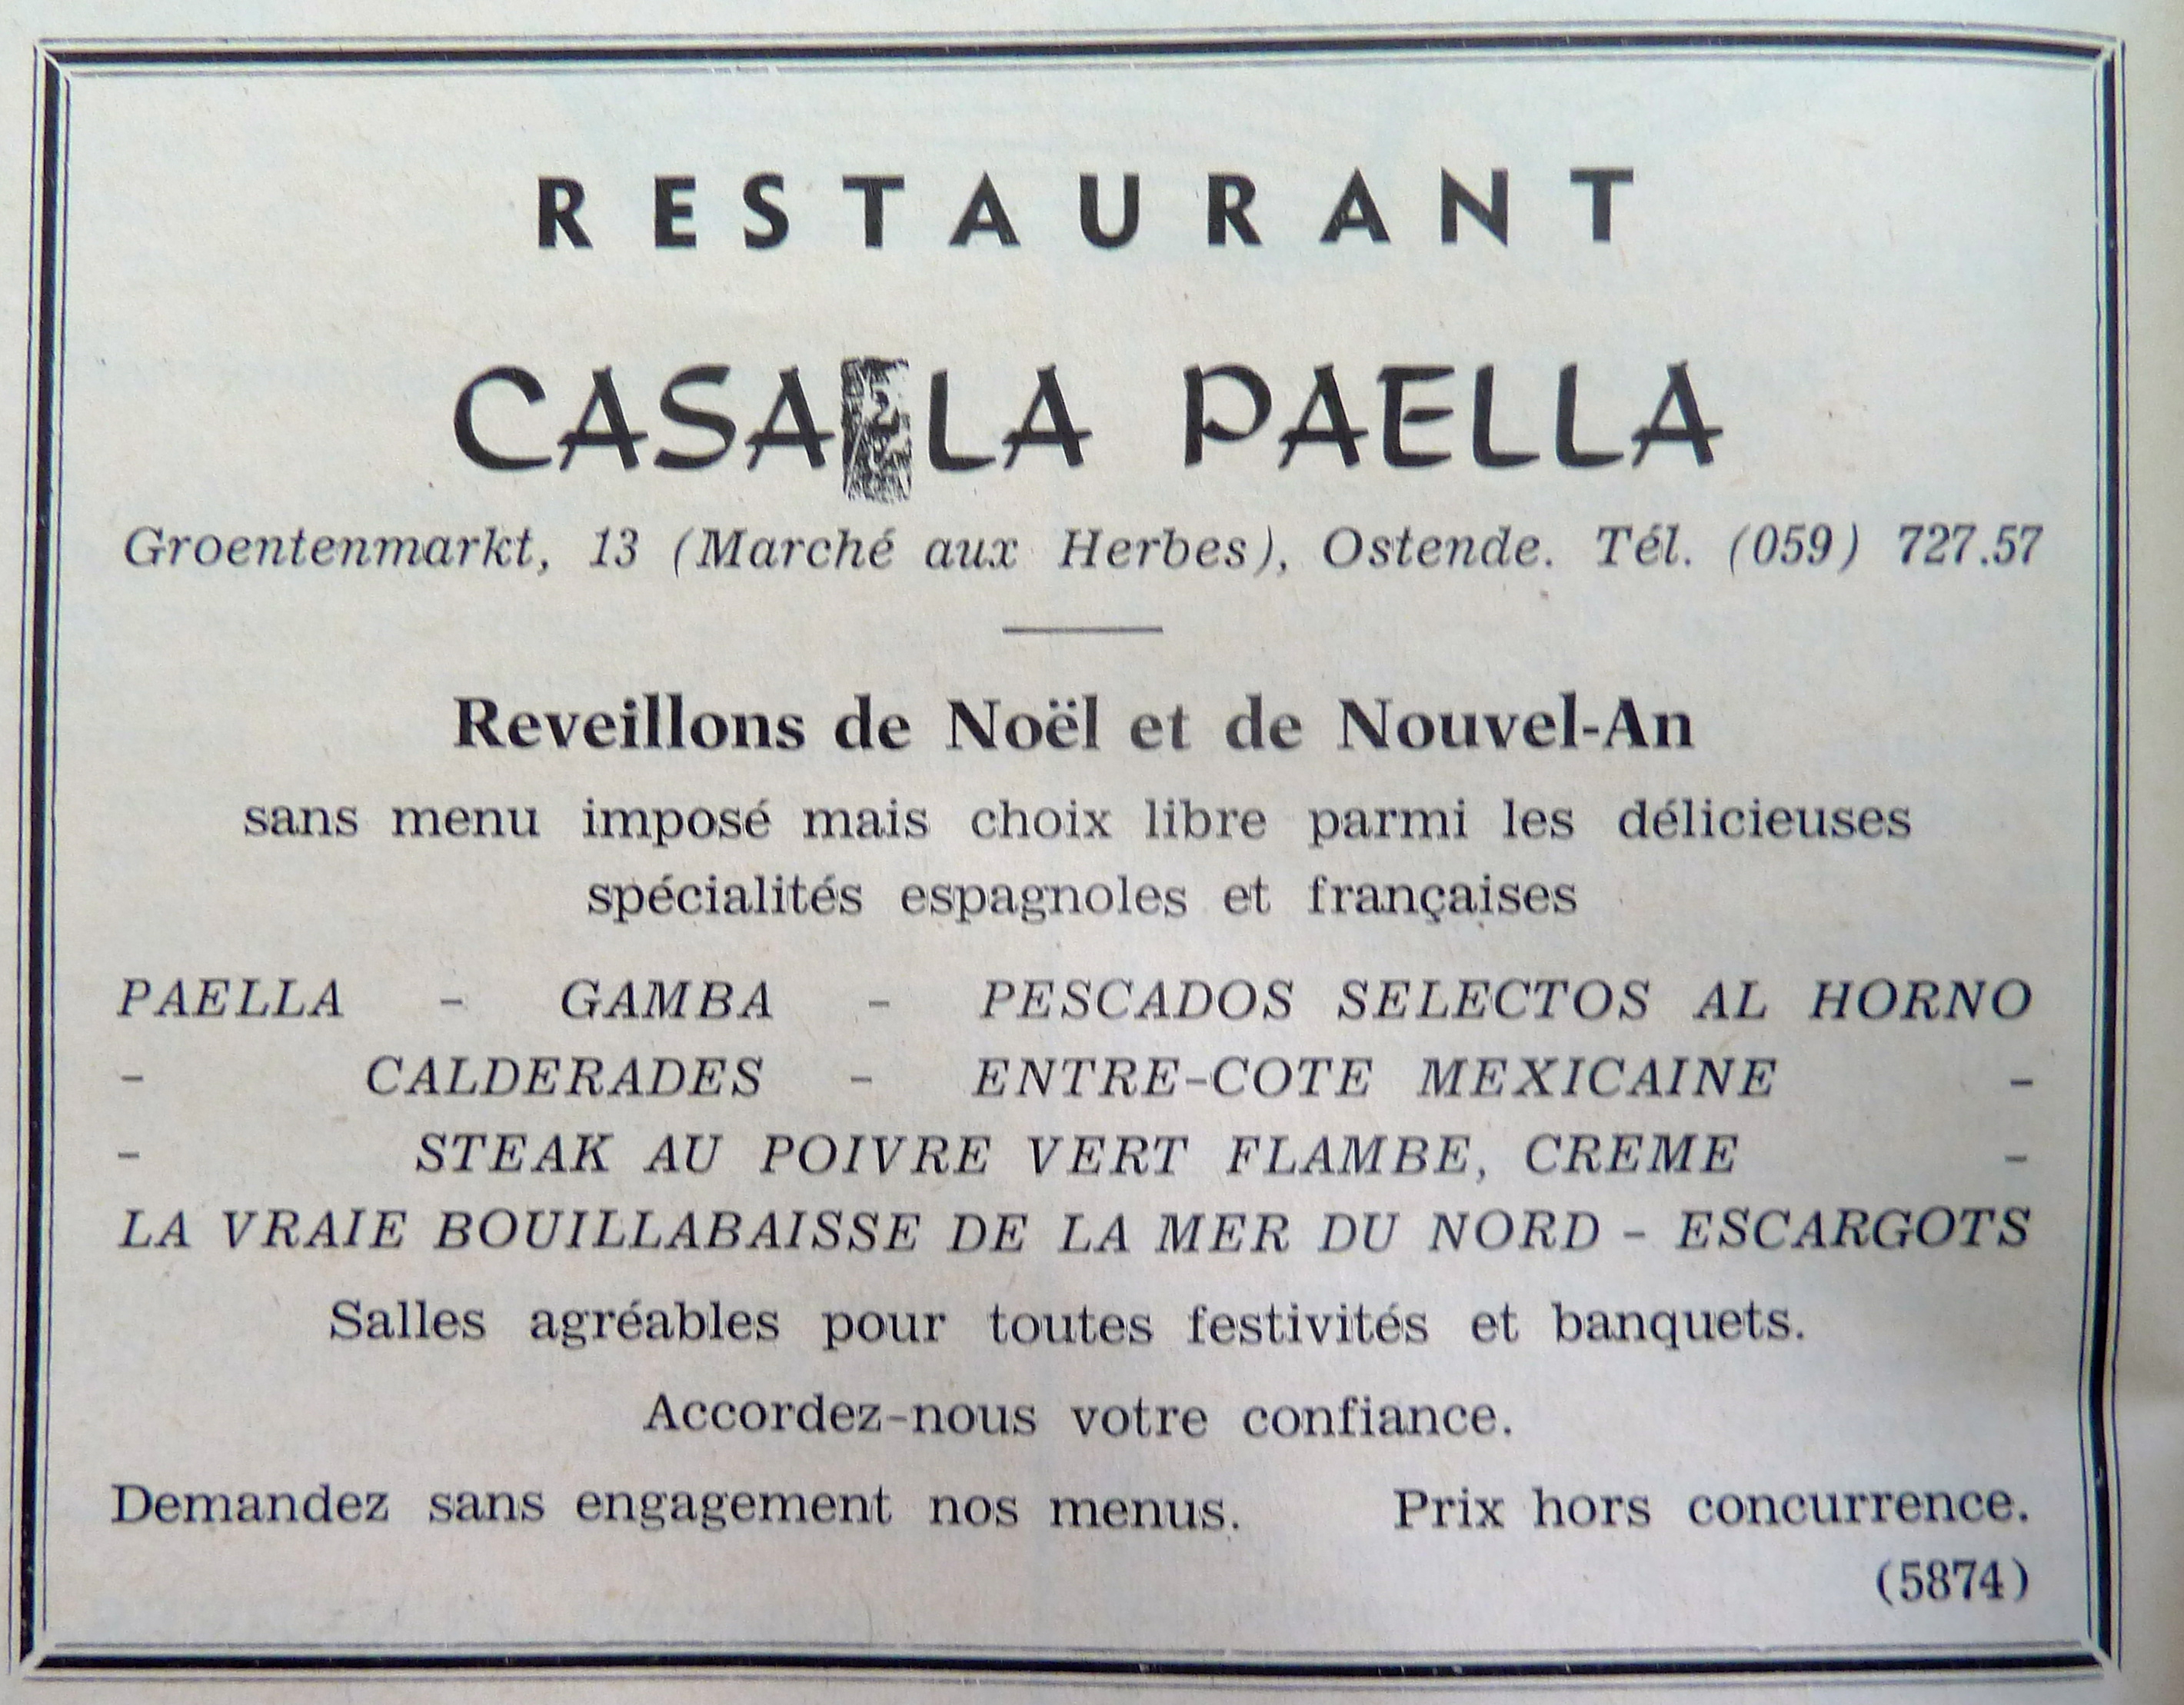 RESTAURANT
CASA LA PAELLA
Groentenmarkt, 13 (Marché aux Herbes), Ostende. Tél. (059) 727.57
Reveillons de Noël et de Nouvel-An
sans menu imposé mais choix libre parmi les délicieuses
spécialités espagnoles et françaises
PAELLA - GAMBA - PESCADOS SELECTOS AL HORNO
- CALDERADES - ENTRE-COTE MEXICAINE -
- STEAK AU POIVRE VERT FLAMBE, CREME -
LA VRAIE BOUILLABAISSE DE LA MER DU NORD - ESCARGOTS
Salles agréables pour toutes festivités et banquets.
Accordez-nous votre confiance.
Demandez sans engagement nos menus. Prix hors concurrence.
(5874)